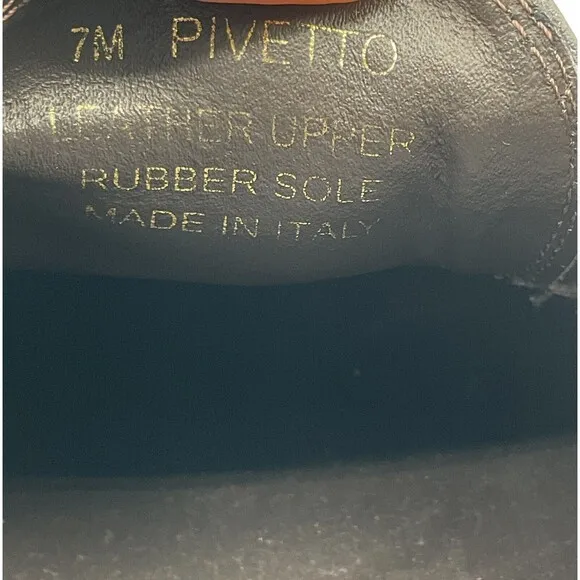 7M PIVETTO
LEATHER UPPER
RUBBER SOLE
MADE IN ITALY